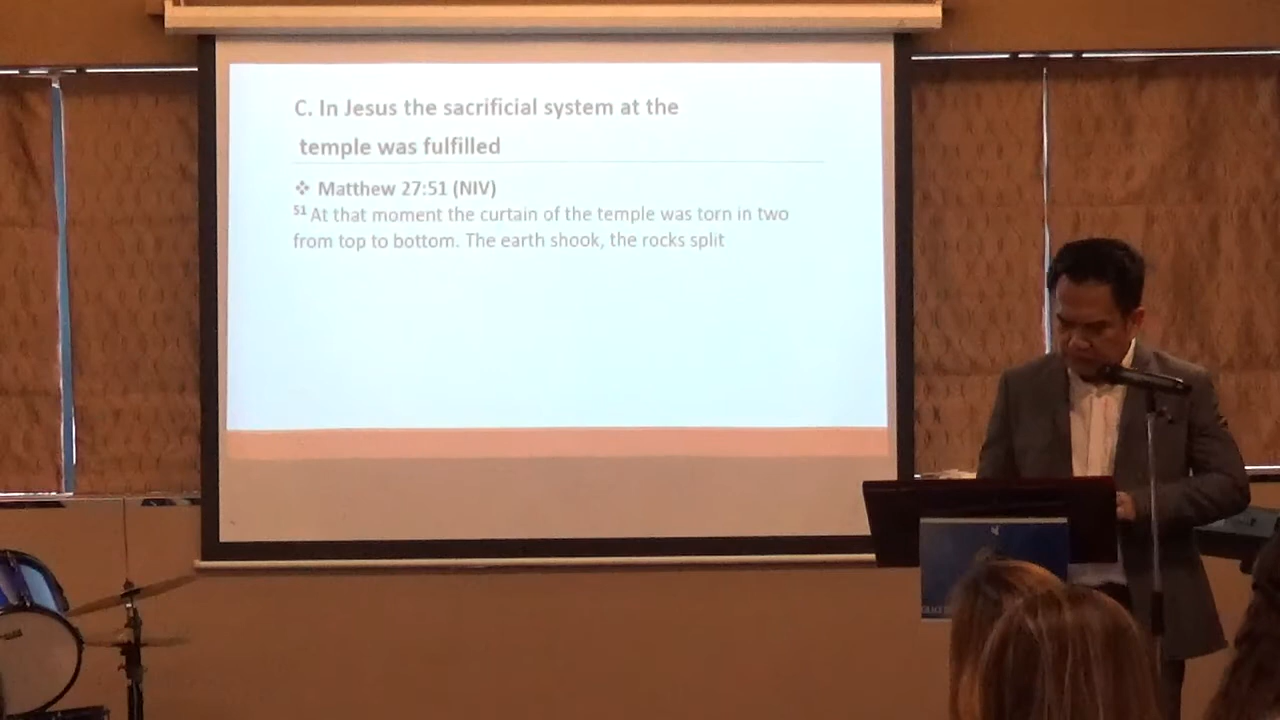 C. In Jesus the sacrificial system at the
temple was fulfilled
❖ Matthew 27:51 (NIV)
51 At that moment the curtain of the temple was torn in two
from top to bottom. The earth shook, the rocks split
GRACE